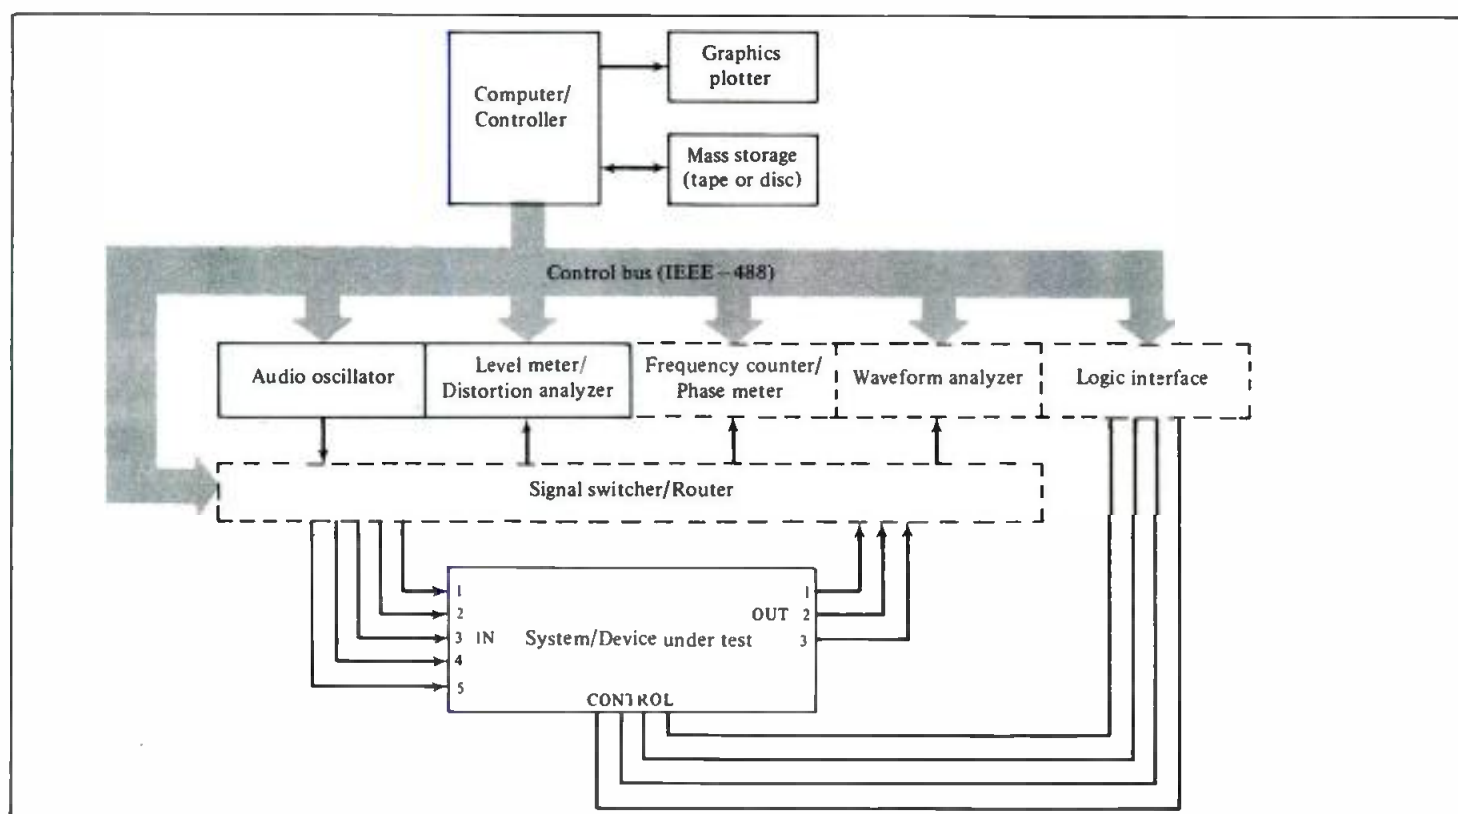 Graphics
plotter
Computer/
Controller
Mass storage
(tape or disc)
Control bus (IEEE – 488)
Audio oscillator
Level meter/
Distortion analyzer
Frequency counter/
Phase meter
Waveform analyzer
Logic interface
Signal switcher/Router
1
2
3 IN
4
5
System/Device under test
1
OUT 2
3
CONTROL